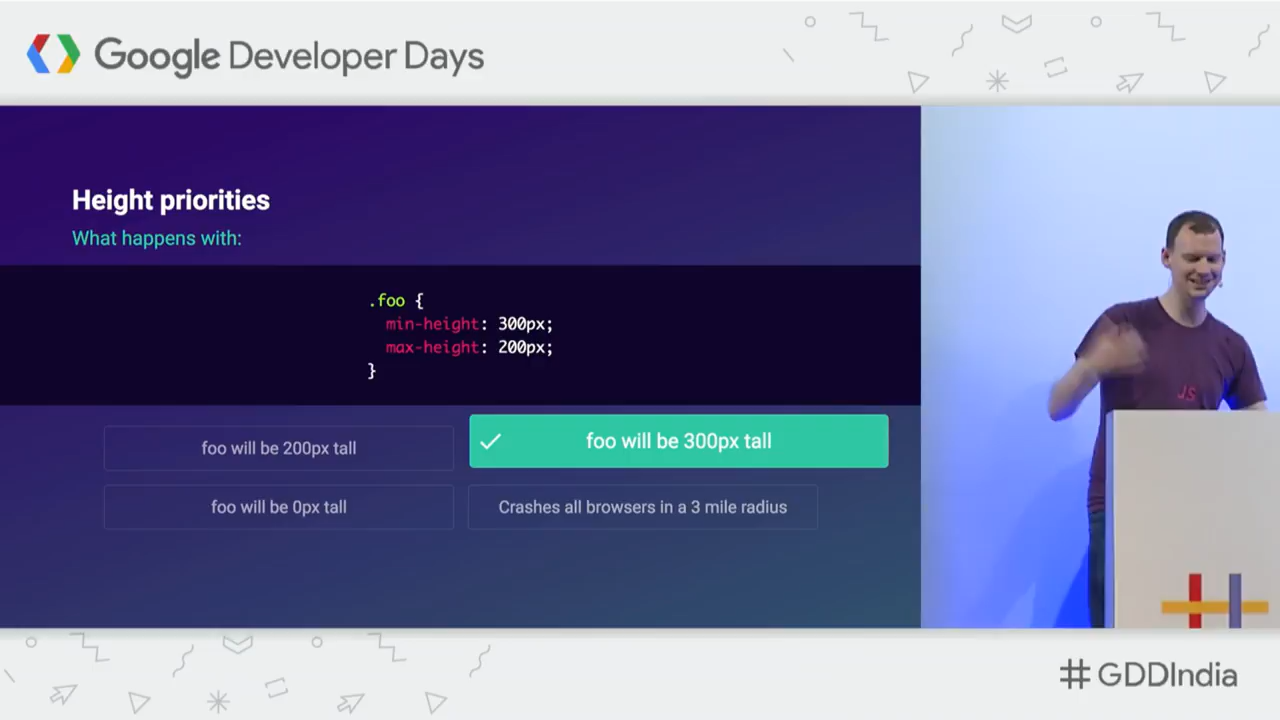 Google Developer Days
Height priorities
What happens with:
.foo {
min-height: 300px;
max-height: 200px;
}
foo will be 200px tall
foo will be 300px tall
foo will be 0px tall
Crashes all browsers in a 3 mile radius
JS
#GDDIndia